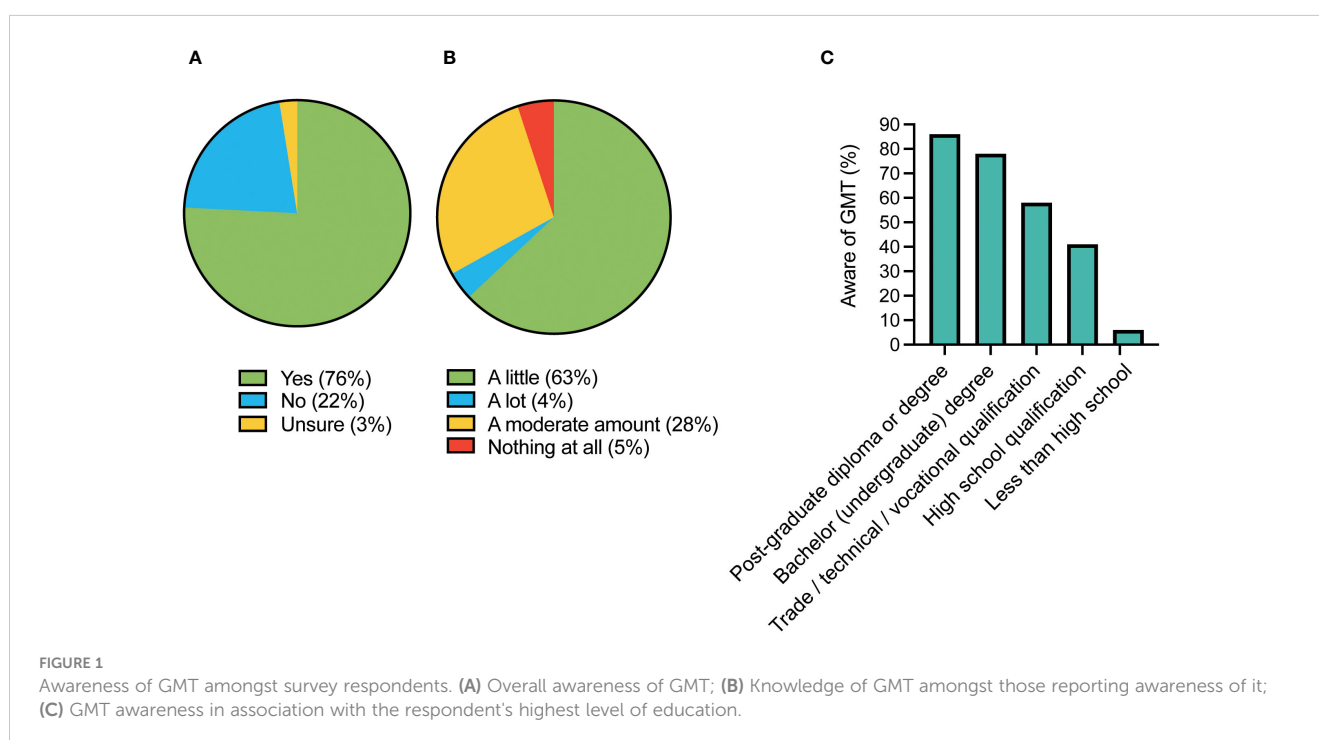 A
B
C
Yes (76%)
No (22%)
Unsure (3%)
A little (63%)
A lot (4%)
A moderate amount (28%)
Nothing at all (5%)
Aware of GMT (%)
90
80
70
60
50
40
30
20
10
0
Post-graduate diploma or degree
Bachelor (undergraduate) degree
Trade / technical / vocational qualification
High school qualification
Less than high school
FIGURE 1
Awareness of GMT amongst survey respondents. (A) Overall awareness of GMT; (B) Knowledge of GMT amongst those reporting awareness of it;
(C) GMT awareness in association with the respondent's highest level of education.